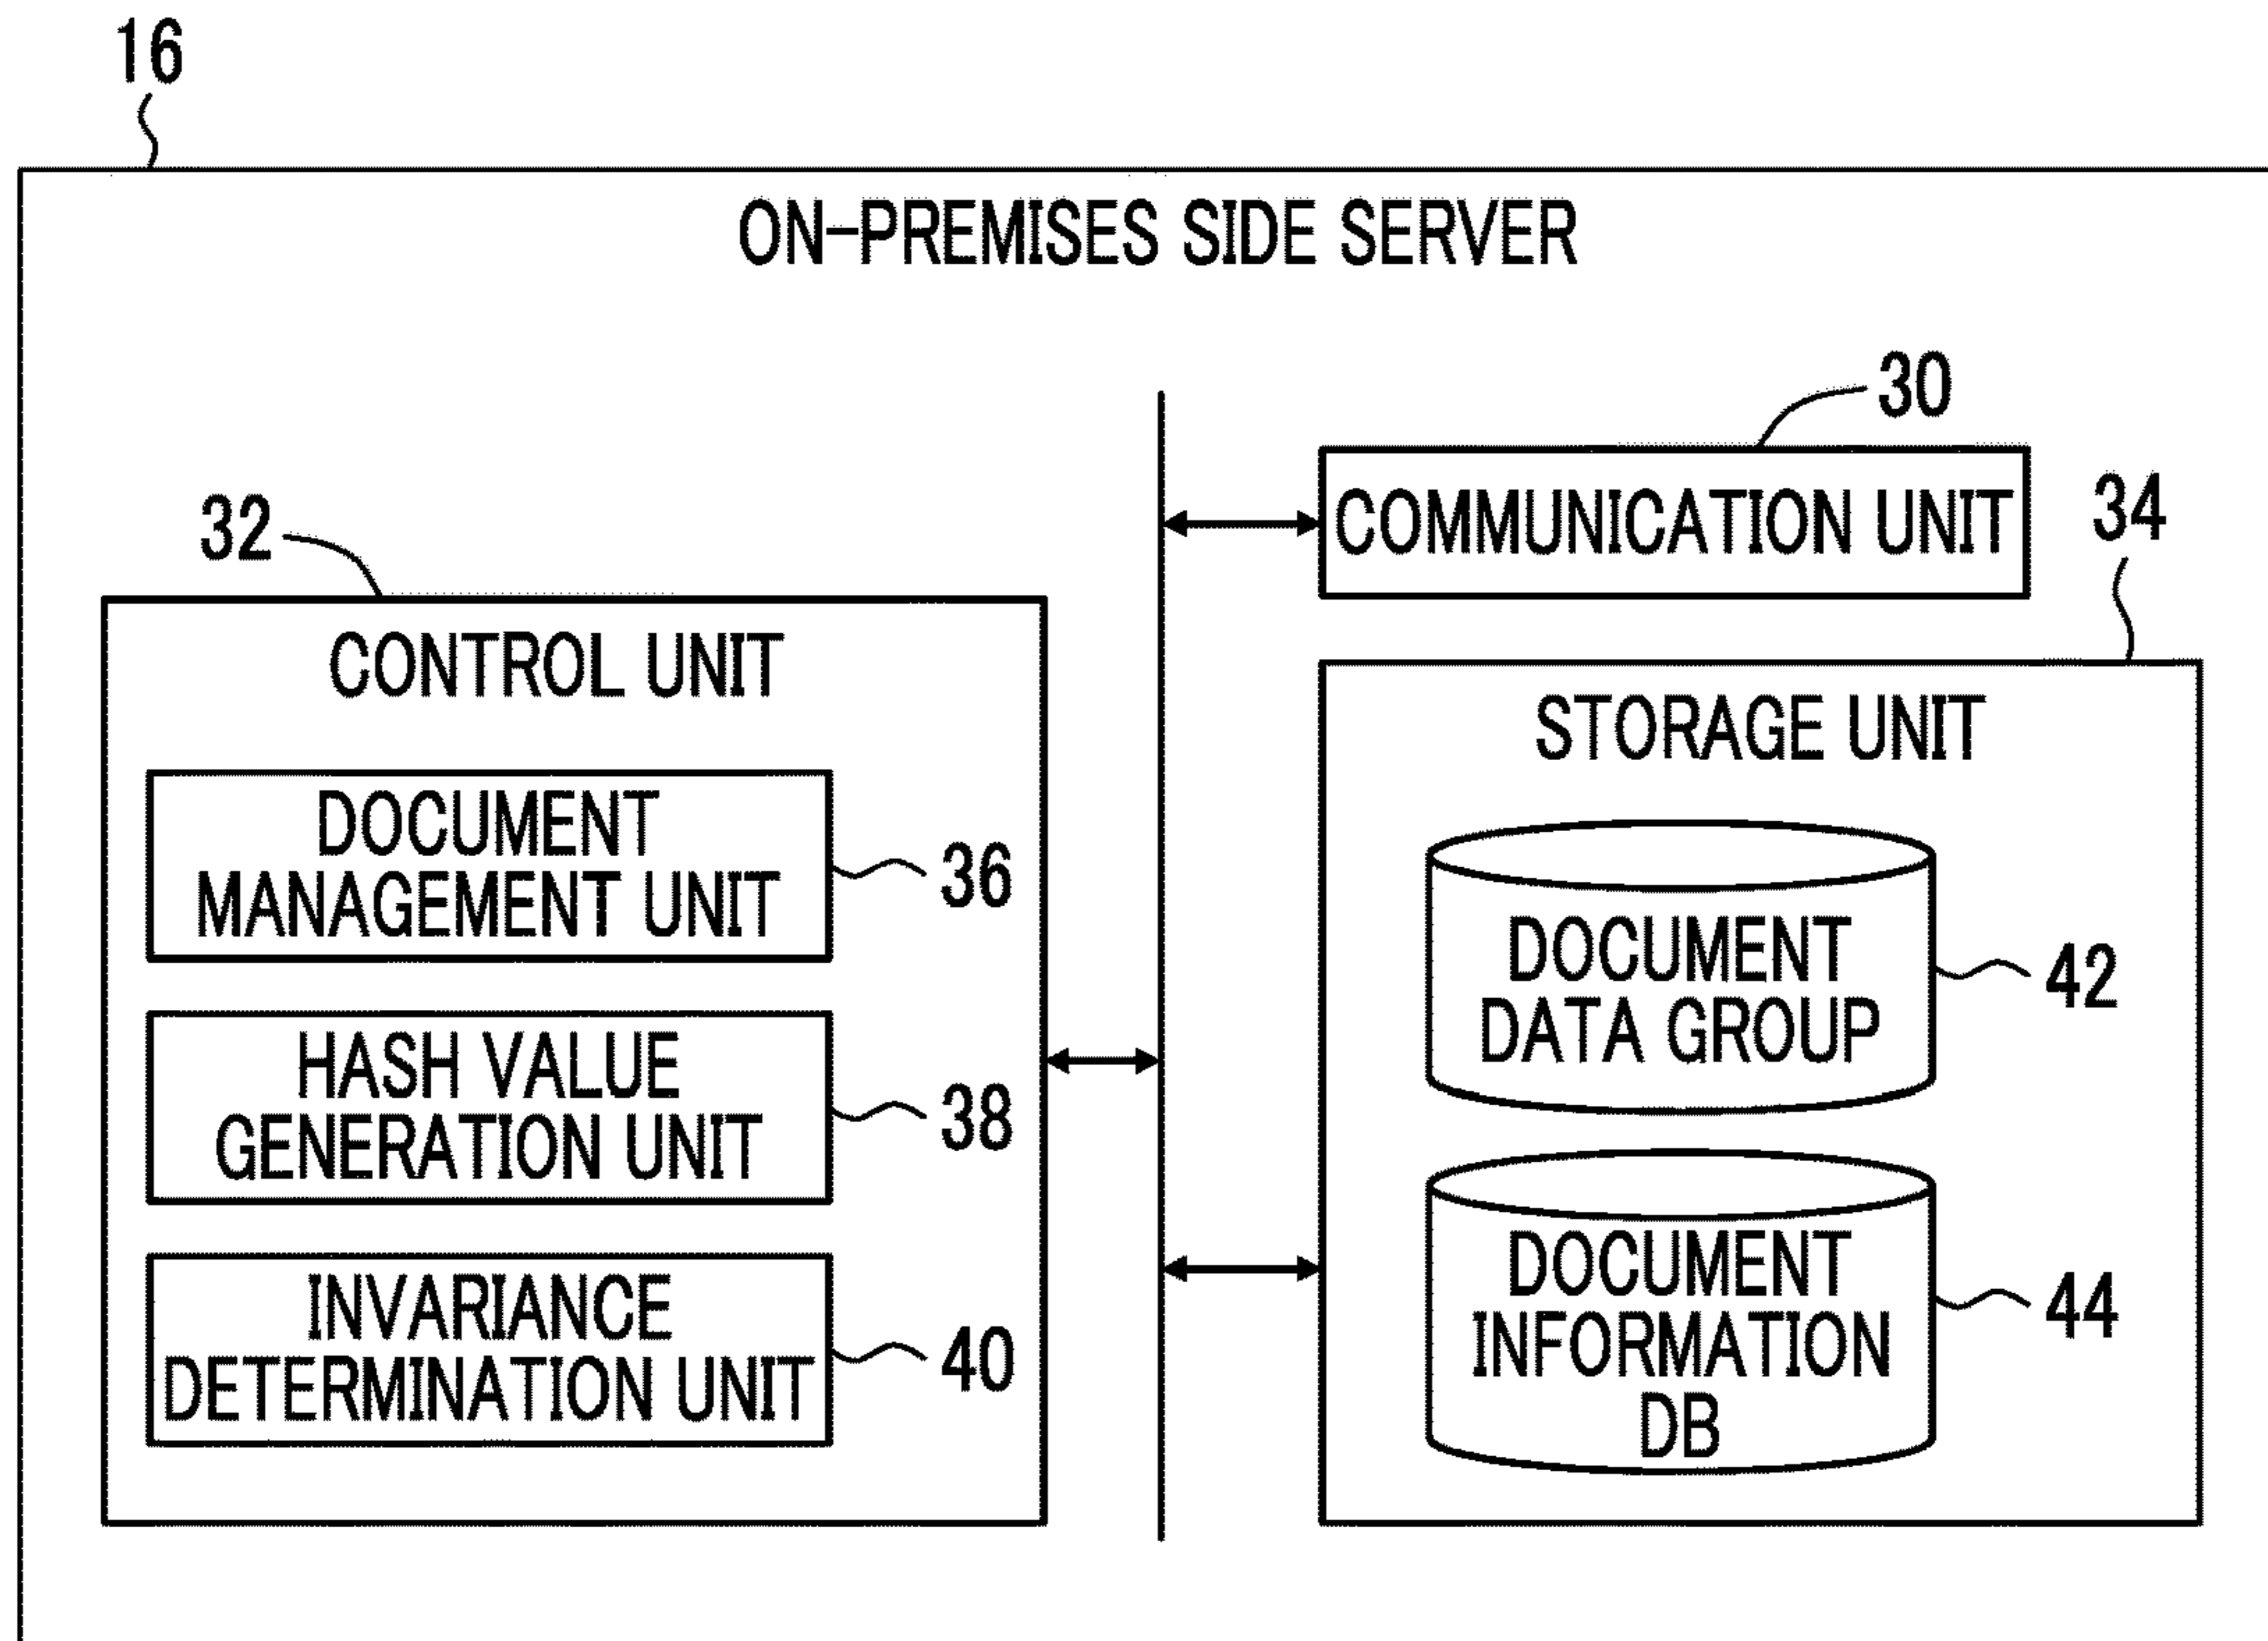 16
ON-PREMISES SIDE SERVER
30
COMMUNICATION UNIT
32
CONTROL UNIT
DOCUMENT
MANAGEMENT UNIT
36
HASH VALUE
GENERATION UNIT
38
INVARIANCE
DETERMINATION UNIT
40
34
STORAGE UNIT
DOCUMENT
DATA GROUP
42
DOCUMENT
INFORMATION
DB
44